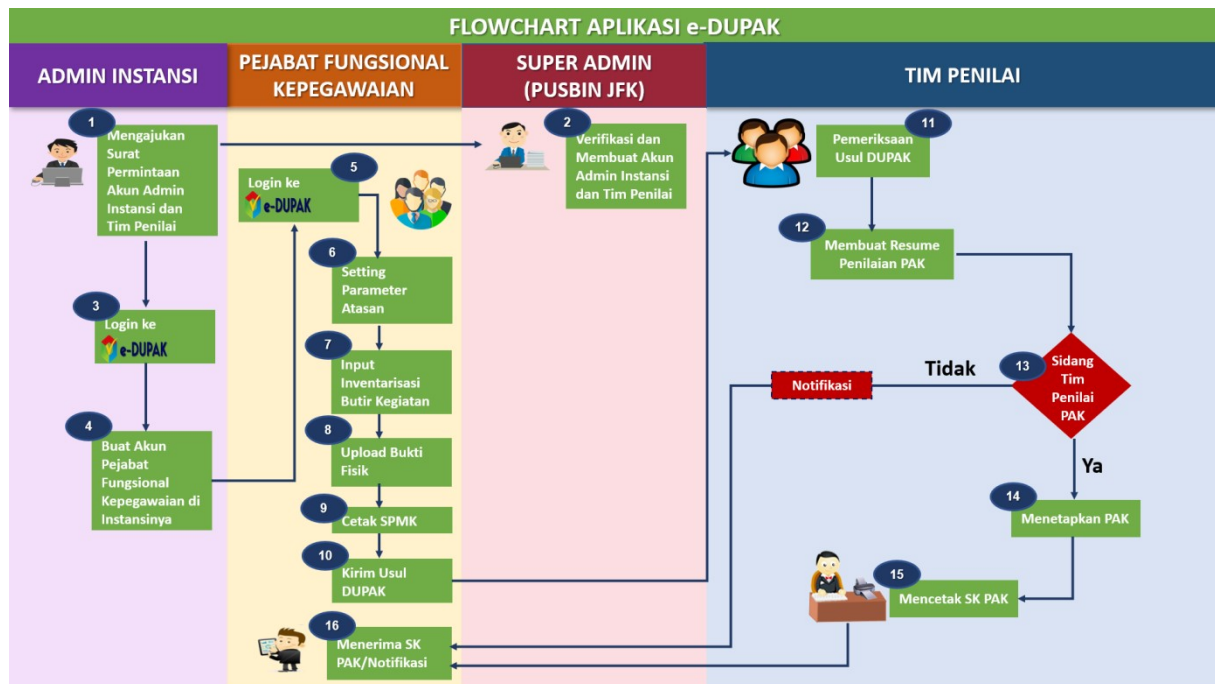 FLOWCHART APLIKASI e-DUPAK
ADMIN INSTANSI
PEJABAT FUNGSIONAL
KEPEGAWAIAN
SUPER ADMIN
(PUSBIN JFK)
TIM PENILAI
1
Mengajukan
Surat
Permintaan
Akun Admin
Instansi dan
Tim Penilai
2
Verifikasi dan
Membuat Akun
Admin Instansi
dan Tim Penilai
3
Login ke
e-DUPAK
4
Buat Akun
Pejabat
Fungsional
Kepegawaian di
Instansinya
5
Login ke
e-DUPAK
6
Setting
Parameter
Atasan
7
Input
Inventarisasi
Butir Kegiatan
8
Upload Bukti
Fisik
9
Cetak SPMK
10
Kirim Usul
DUPAK
11
Pemeriksaan
Usul DUPAK
12
Membuat Resume
Penilaian PAK
13
Sidang
Tim
Penilai
PAK
Tidak
Notifikasi
Ya
14
Menetapkan PAK
15
Mencetak SK PAK
16
Menerima SK
PAK/Notifikasi